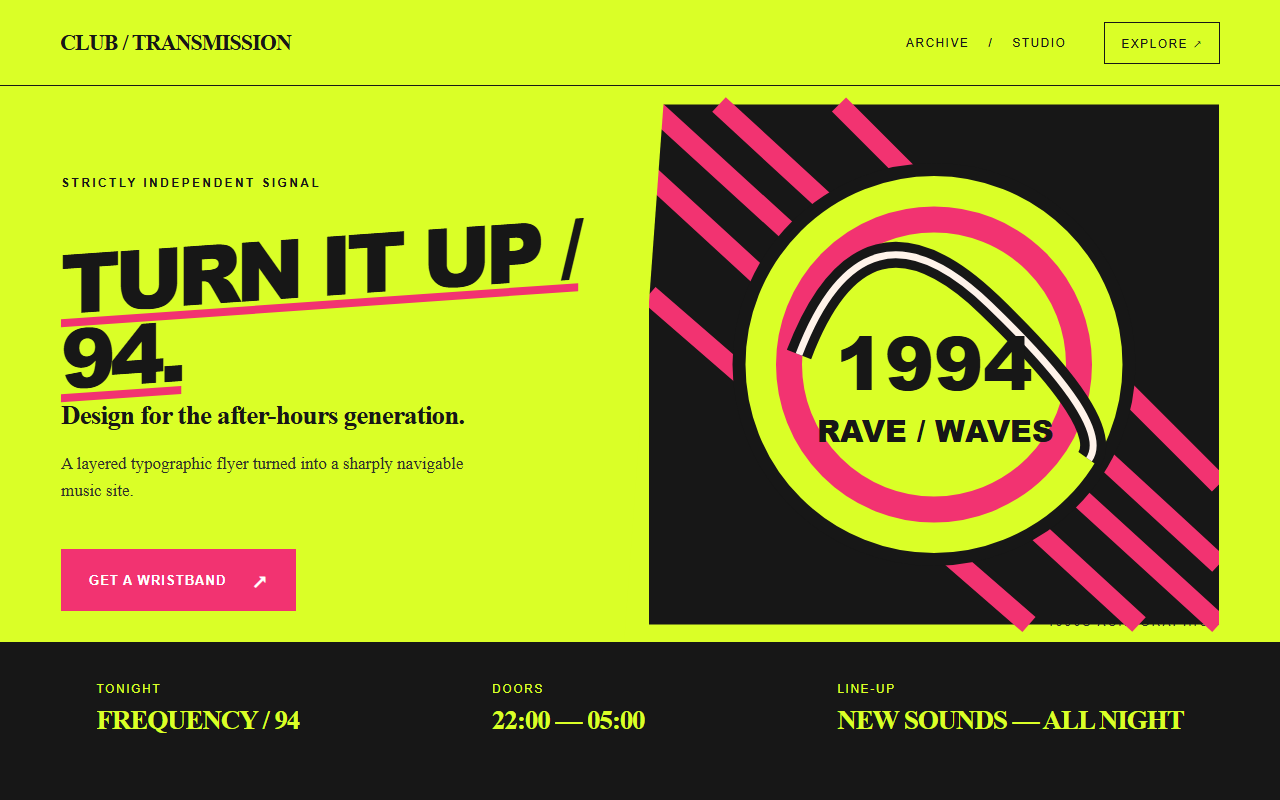 CLUB / TRANSMISSION
ARCHIVE / STUDIO
EXPLORE ↗
STRICTLY INDEPENDENT SIGNAL
TURN IT UP /
94.
Design for the after-hours generation.
A layered typographic flyer turned into a sharply navigable
music site.
GET A WRISTBAND ↗
1994
RAVE / WAVES
TONIGHT
FREQUENCY / 94
DOORS
22:00 — 05:00
LINE-UP
NEW SOUNDS — ALL NIGHT